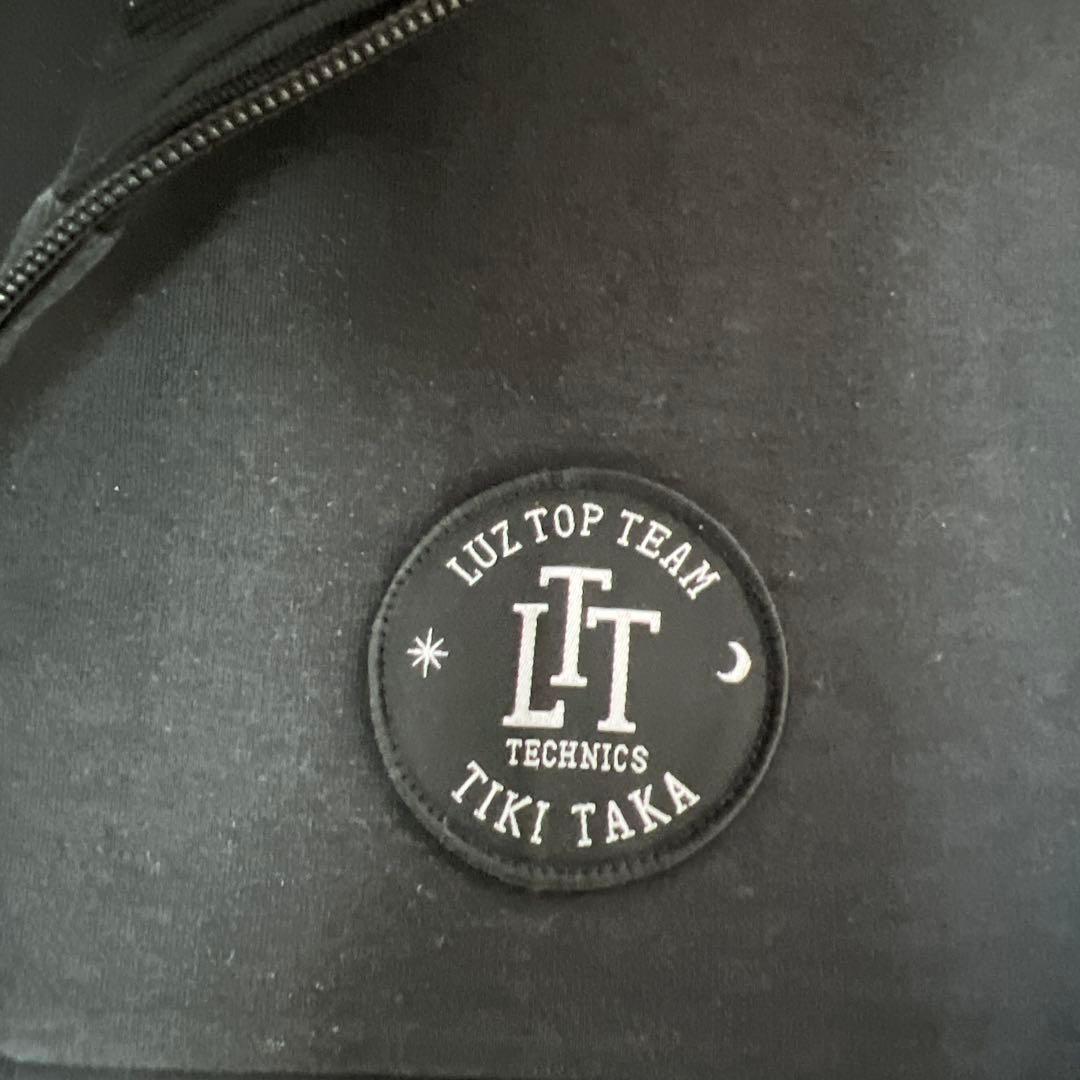 LUZ TOP TEAM
LTT
TECHNICS
TIKI TAKA